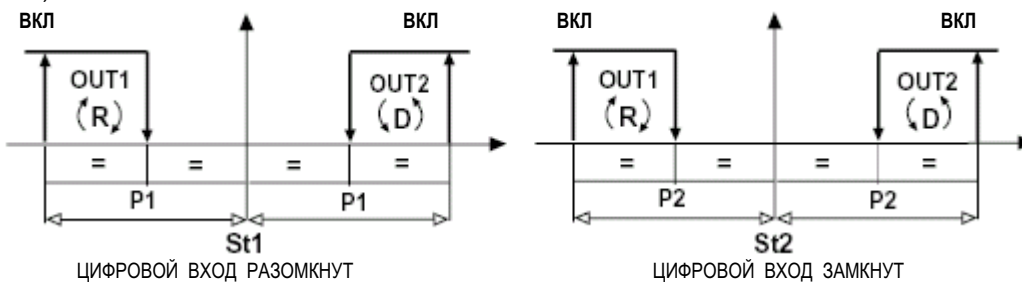 ВКЛ ВКЛ ВКЛ ВКЛ
OUT1 OUT2 OUT1 OUT2
(R) (D) (R) (D)
= = = = = = = =
P1 P1 P2 P2
St1 St2
ЦИФРОВОЙ ВХОД РАЗОМКНУТ ЦИФРОВОЙ ВХОД ЗАМКНУТ